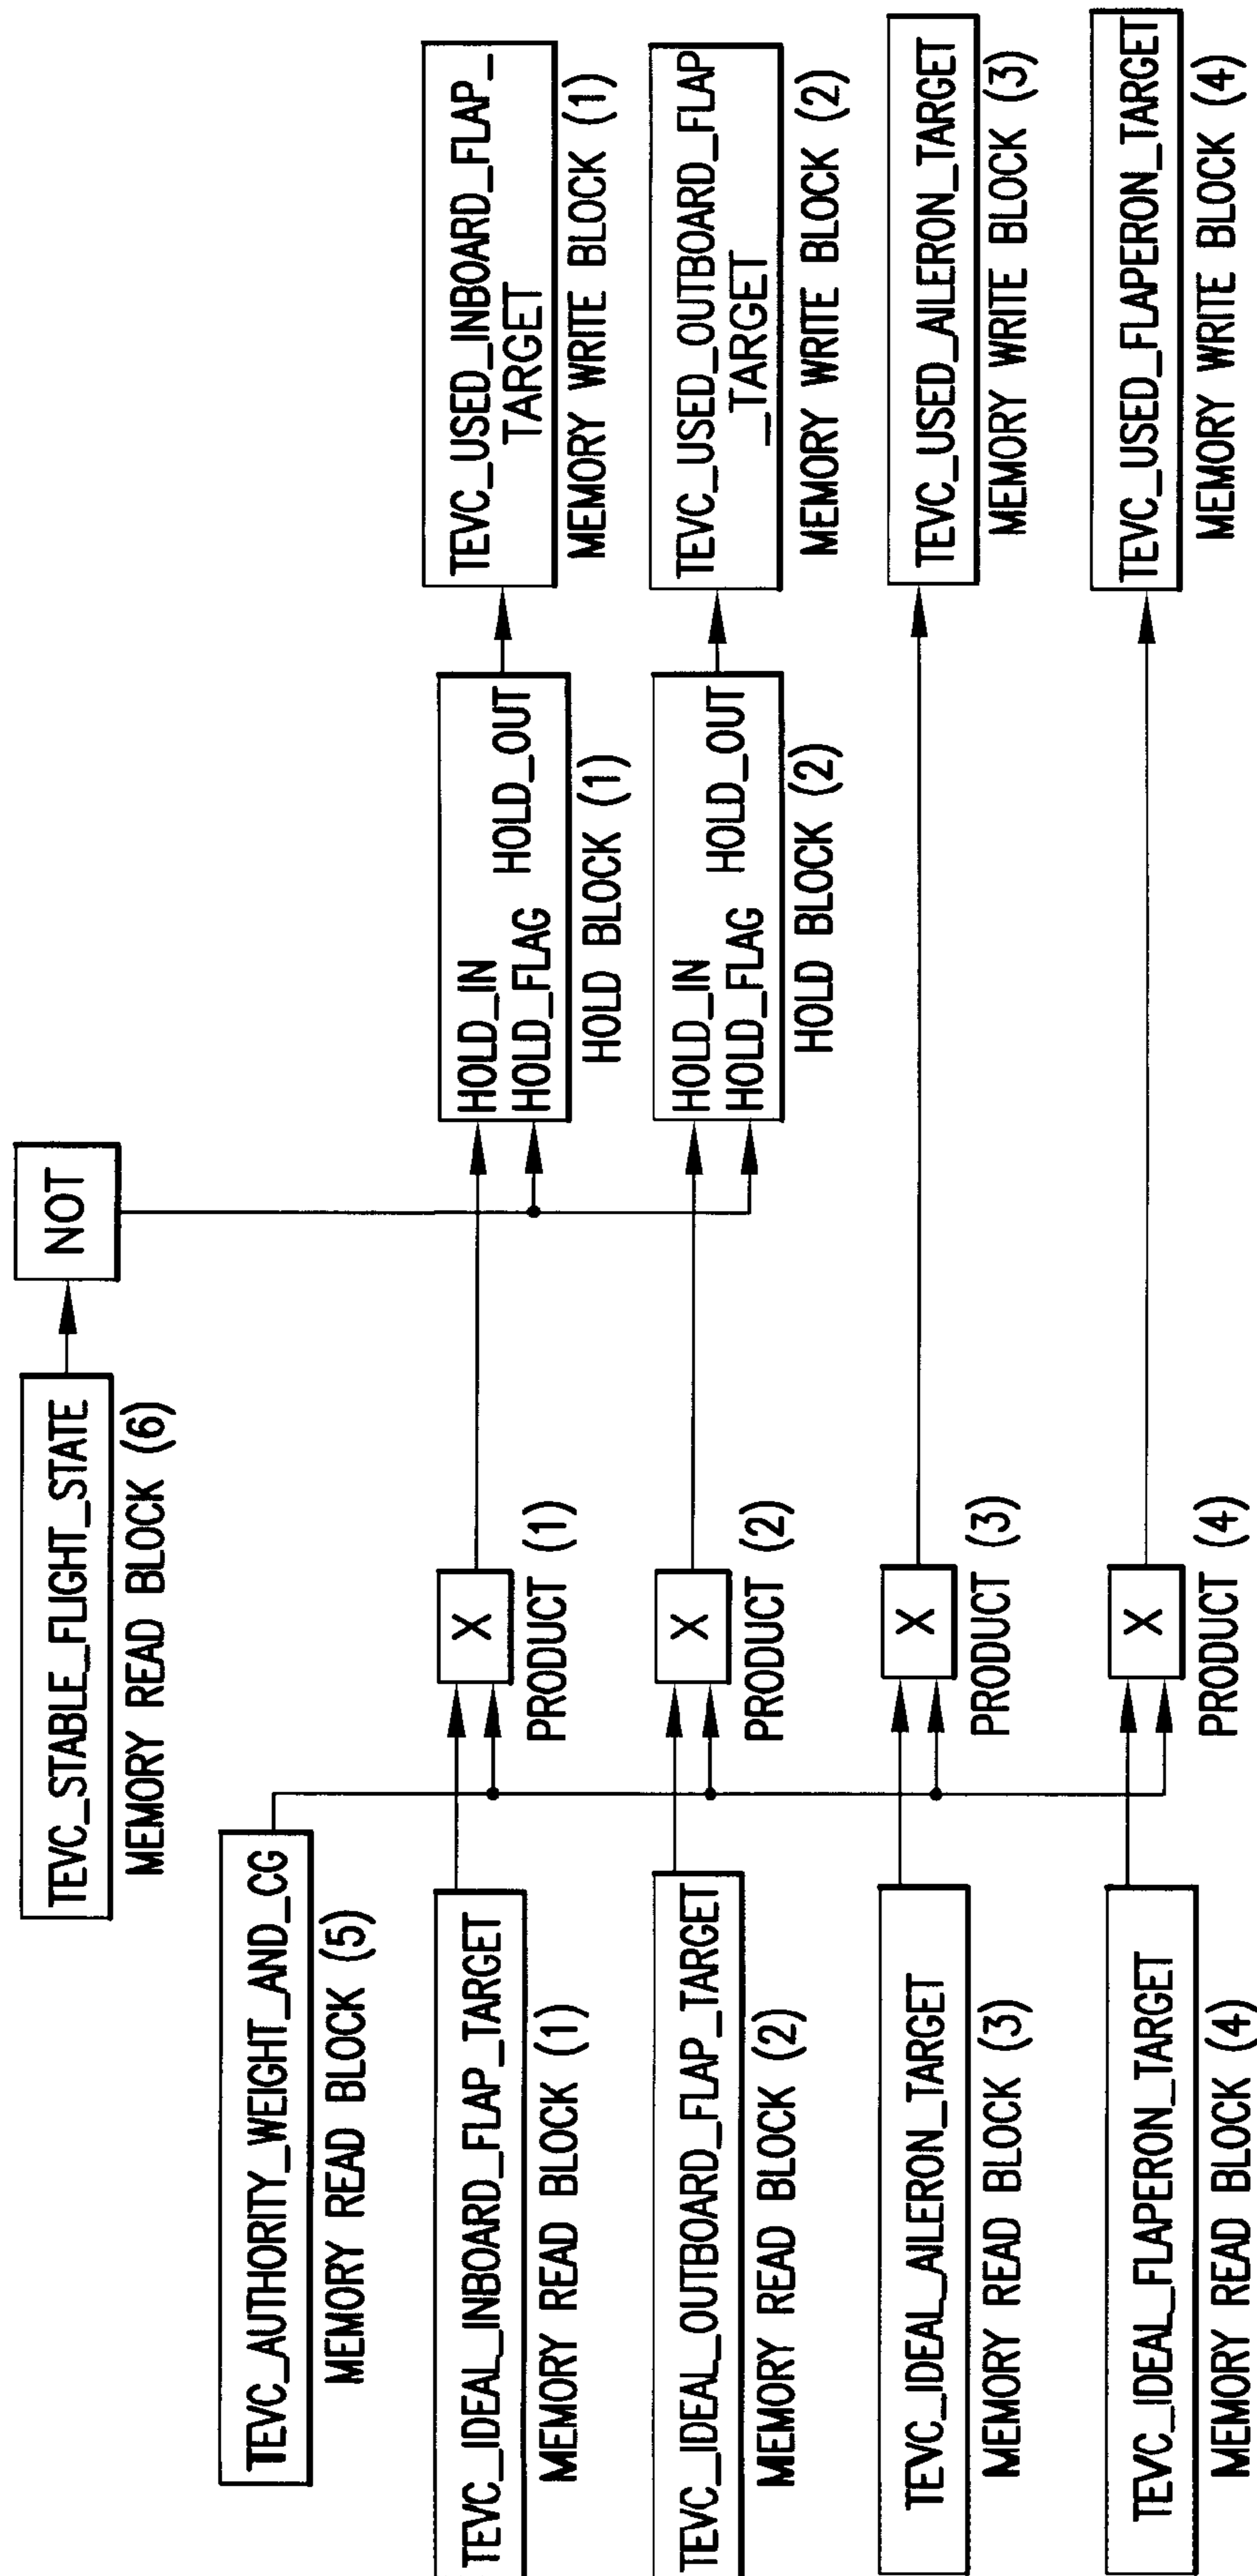 TEVC_STABLE_FLIGHT_STATE
MEMORY READ BLOCK (6)
NOT
TEVC_AUTHORITY_WEIGHT_AND_CG
MEMORY READ BLOCK (5)
TEVC_IDEAL_INBOARD_FLAP_TARGET
MEMORY READ BLOCK (1)
X
PRODUCT (1)
HOLD_IN
HOLD_FLAG
HOLD_OUT
HOLD BLOCK (1)
TEVC_USED_INBOARD_FLAP_
TARGET
MEMORY WRITE BLOCK (1)
TEVC_IDEAL_OUTBOARD_FLAP_TARGET
MEMORY READ BLOCK (2)
X
PRODUCT (2)
HOLD_IN
HOLD_FLAG
HOLD_OUT
HOLD BLOCK (2)
TEVC_USED_OUTBOARD_FLAP
_TARGET
MEMORY WRITE BLOCK (2)
TEVC_IDEAL_AILERON_TARGET
MEMORY READ BLOCK (3)
X
PRODUCT (3)
TEVC_USED_AILERON_TARGET
MEMORY WRITE BLOCK (3)
TEVC_IDEAL_FLAPERON_TARGET
MEMORY READ BLOCK (4)
X
PRODUCT (4)
TEVC_USED_FLAPERON_TARGET
MEMORY WRITE BLOCK (4)